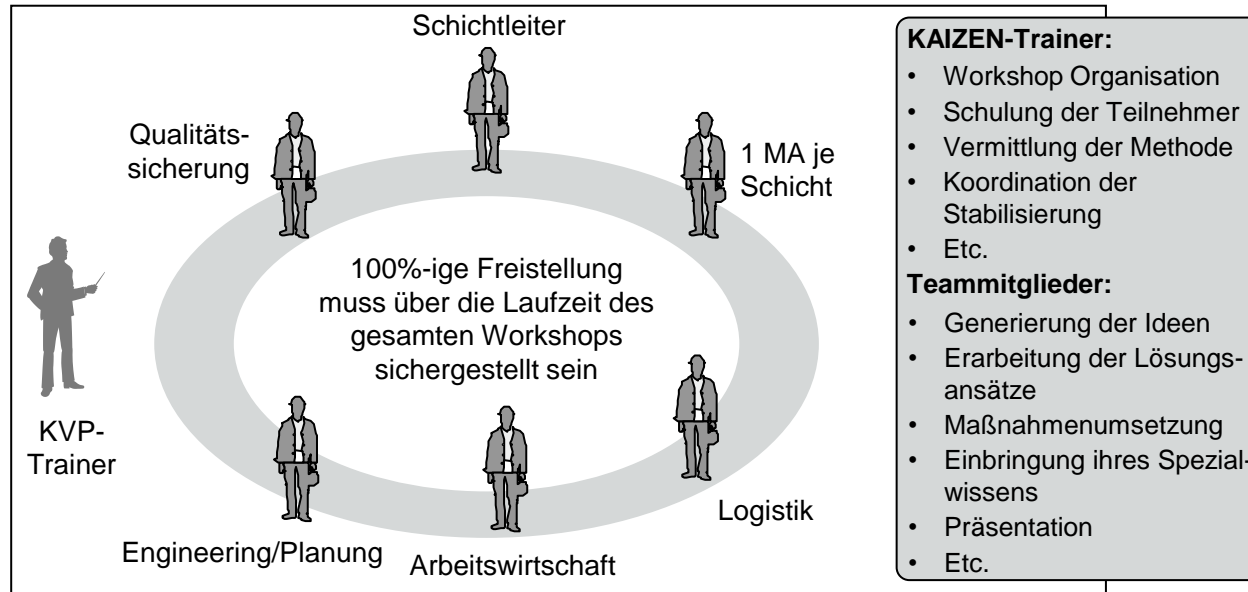 Schichtleiter
Qualitäts-
sicherung
1 MA je
Schicht
100%-ige Freistellung
muss über die Laufzeit des
gesamten Workshops
sichergestellt sein
KVP-
Trainer
Engineering/Planung
Arbeitswirtschaft
Logistik
KAIZEN-Trainer:
• Workshop Organisation
• Schulung der Teilnehmer
• Vermittlung der Methode
• Koordination der
Stabilisierung
• Etc.
Teammitglieder:
• Generierung der Ideen
• Erarbeitung der Lösungs-
ansätze
• Maßnahmenumsetzung
• Einbringung ihres Spezial-
wissens
• Präsentation
• Etc.